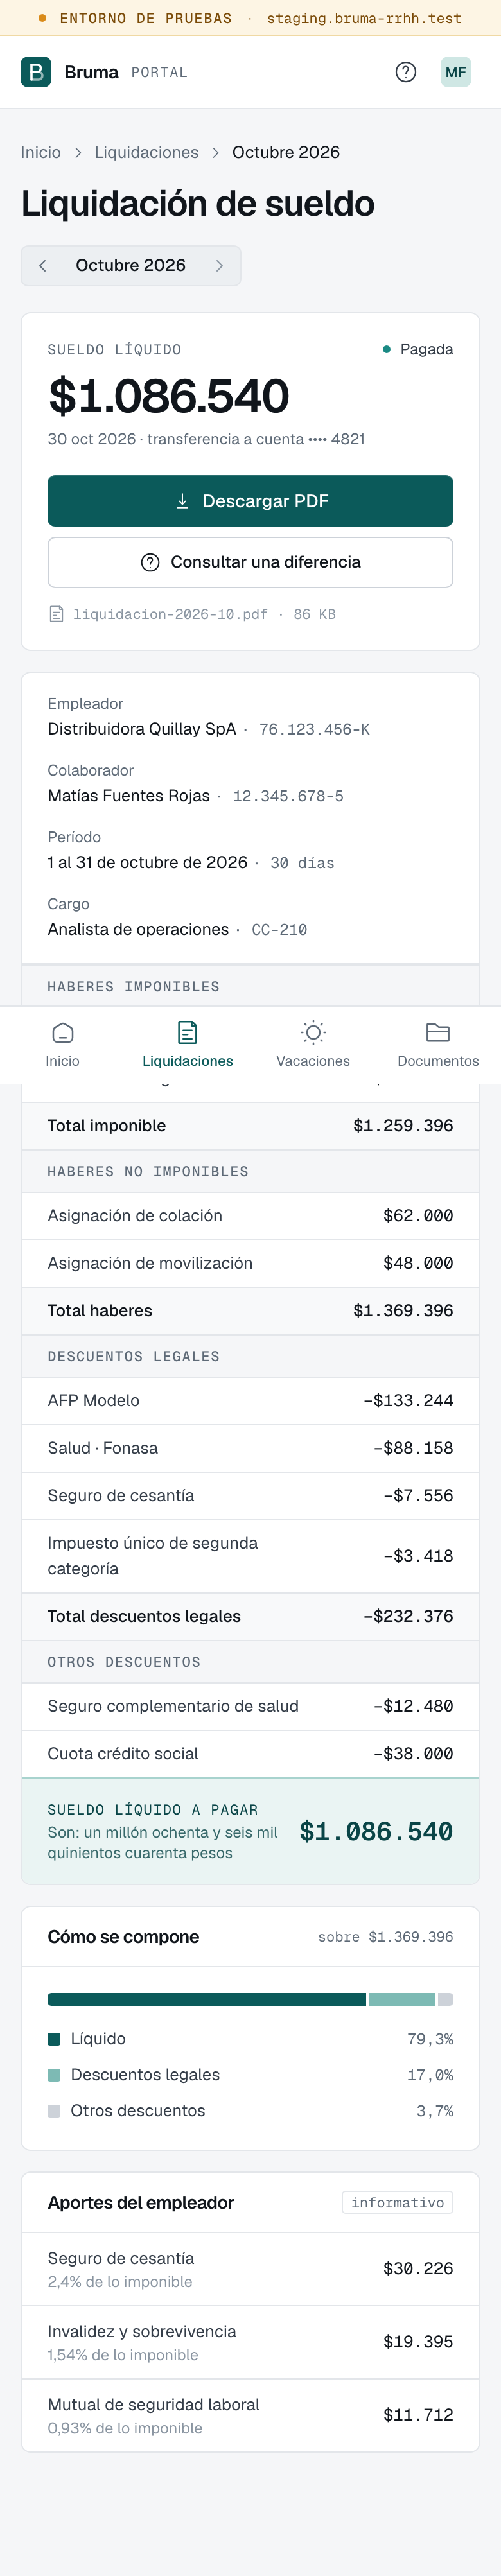 ENTORNO DE PRUEBAS · staging.bruma-rrhh.test
B Bruma PORTAL MF
Inicio Liquidaciones Octubre 2026
Liquidación de sueldo
Octubre 2026
SUELDO LÍQUIDO Pagada
$1.086.540
30 oct 2026 · transferencia a cuenta •••• 4821
Descargar PDF
Consultar una diferencia
liquidacion-2026-10.pdf · 86 KB
Empleador
Distribuidora Quillay SpA · 76.123.456-K
Colaborador
Matías Fuentes Rojas · 12.345.678-5
Período
1 al 31 de octubre de 2026 · 30 días
Cargo
Analista de operaciones · CC-210
HABERES IMPONIBLES
Inicio Liquidaciones Vacaciones Documentos
Total imponible $1.259.396
HABERES NO IMPONIBLES
Asignación de colación $62.000
Asignación de movilización $48.000
Total haberes $1.369.396
DESCUENTOS LEGALES
AFP Modelo −$133.244
Salud · Fonasa −$88.158
Seguro de cesantía −$7.556
Impuesto único de segunda
categoría −$3.418
Total descuentos legales −$232.376
OTROS DESCUENTOS
Seguro complementario de salud −$12.480
Cuota crédito social −$38.000
SUELDO LÍQUIDO A PAGAR
Son: un millón ochenta y seis mil
quinientos cuarenta pesos
$1.086.540
Cómo se compone sobre $1.369.396
Líquido 79,3%
Descuentos legales 17,0%
Otros descuentos 3,7%
Aportes del empleador informativo
Seguro de cesantía $30.226
2,4% de lo imponible
Invalidez y sobrevivencia $19.395
1,54% de lo imponible
Mutual de seguridad laboral $11.712
0,93% de lo imponible